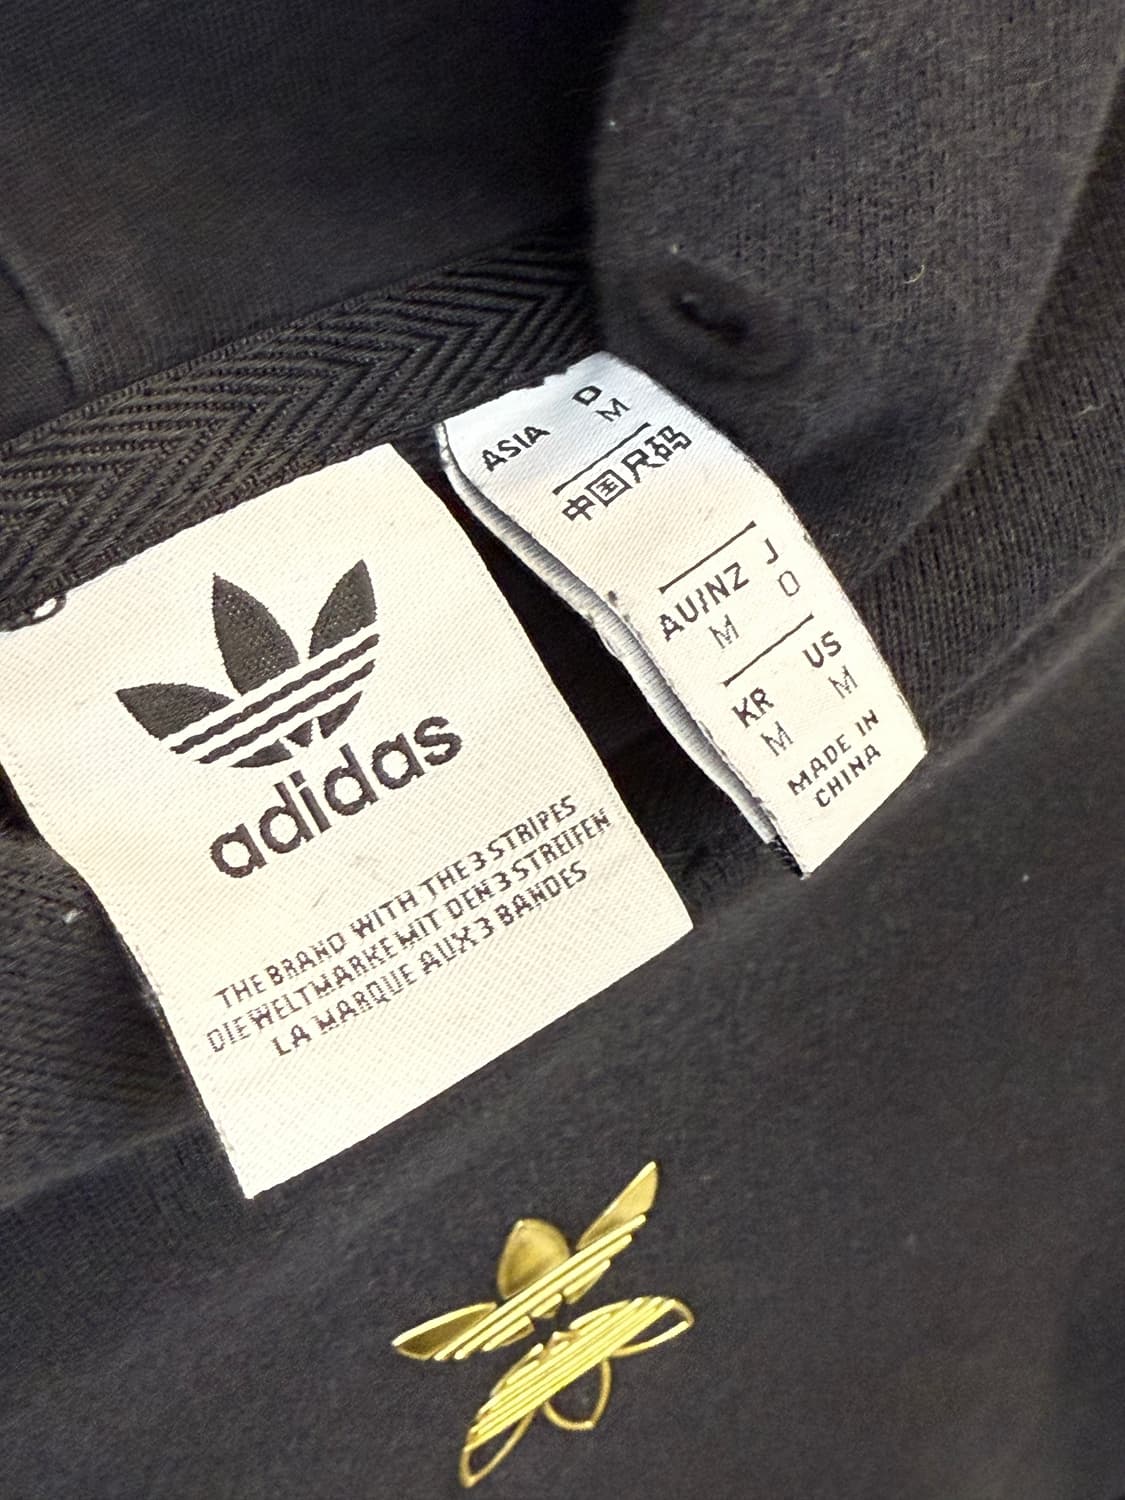 adidas
THE BRAND WITH THE 3 STRIPES
DIE WELTMARKE MIT DEN 3 STREIFEN
LA MARQUE AUX 3 BANDES
ASIA D
M
中国尺码
AU/NZ J
M O
KR US
M M
MADE IN
CHINA